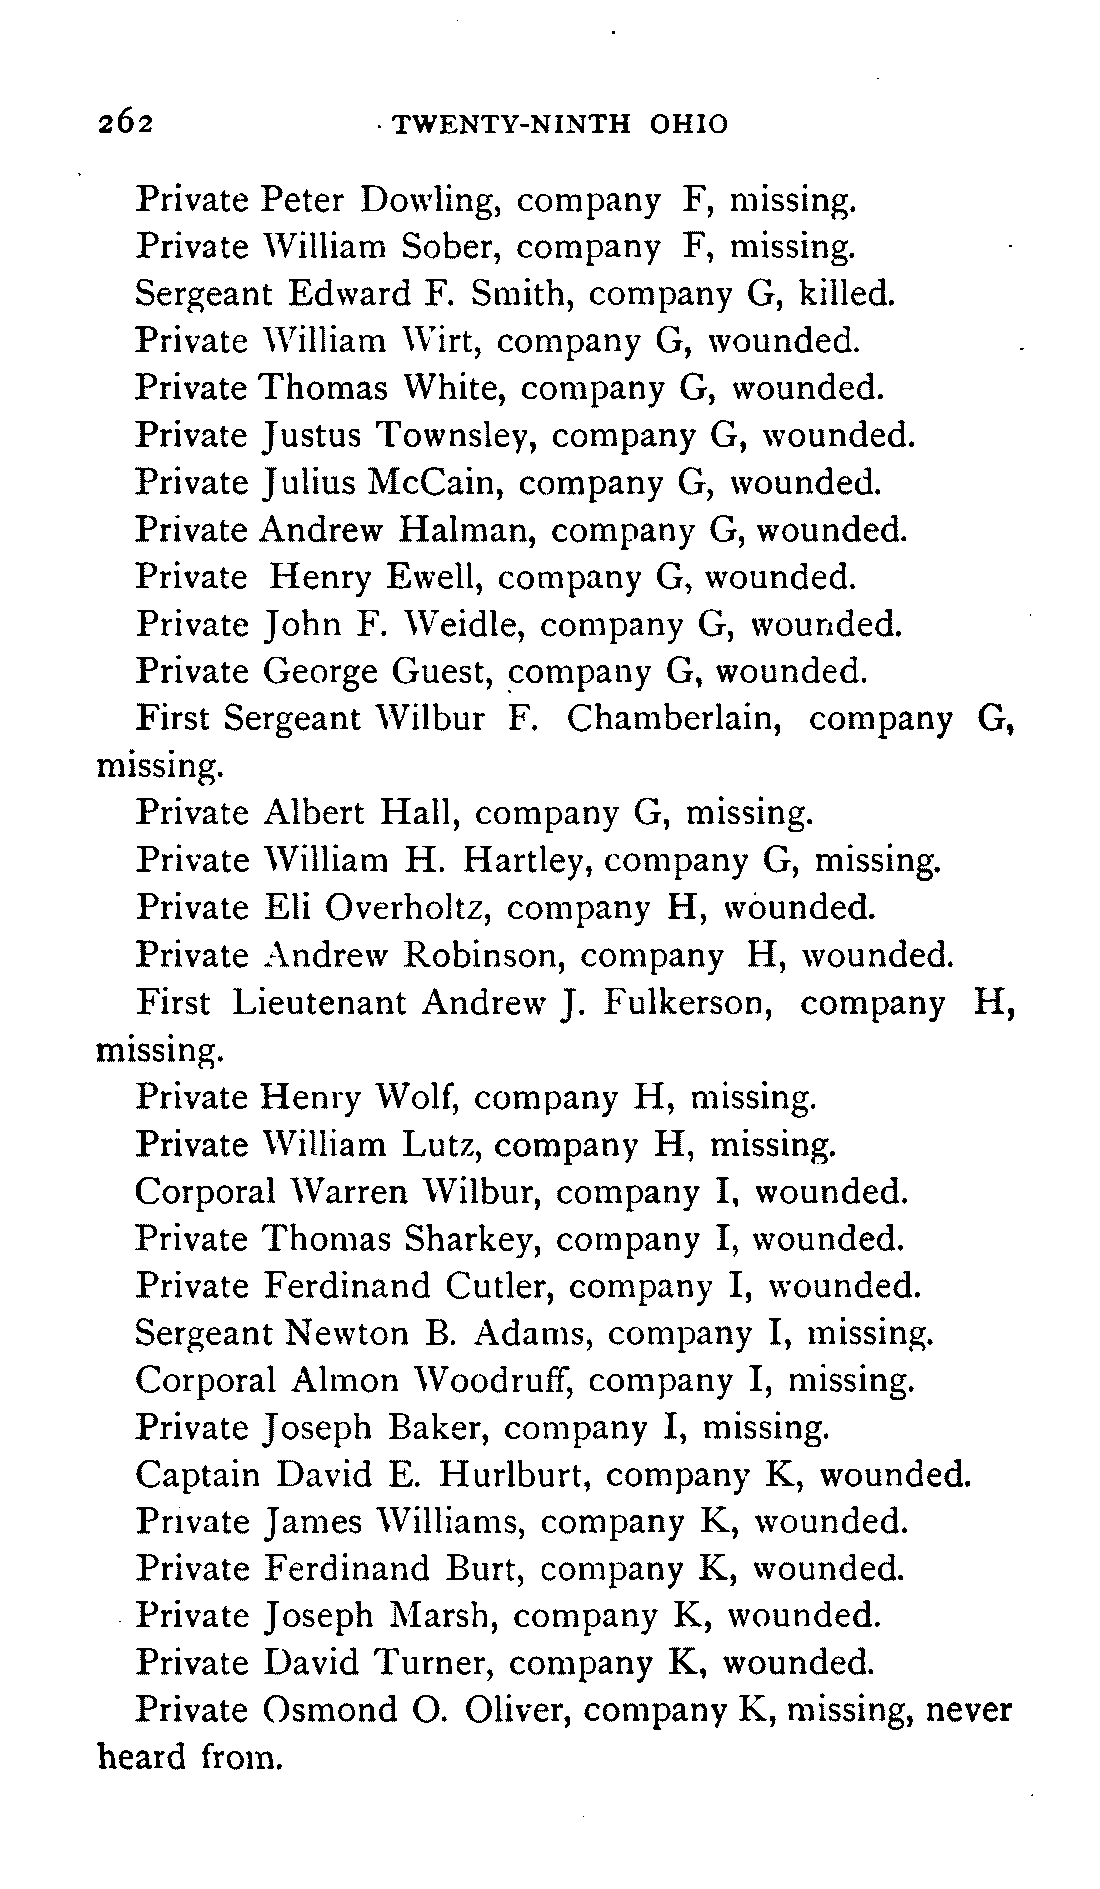 262 TWENTY-NINTH OHIO
Private Peter Dowling, company F, missing.
Private William Sober, company F, missing.
Sergeant Edward F. Smith, company G, killed.
Private William Wirt, company G, wounded.
Private Thomas White, company G, wounded.
Private Justus Townsley, company G, wounded.
Private Julius McCain, company G, wounded.
Private Andrew Halman, company G, wounded.
Private Henry Ewell, company G, wounded.
Private John F. Weidle, company G, wounded.
Private George Guest, company G, wounded.
First Sergeant Wilbur F. Chamberlain, company G,
missing.
Private Albert Hall, company G, missing.
Private William H. Hartley, company G, missing.
Private Eli Overholtz, company H, wounded.
Private Andrew Robinson, company H, wounded.
First Lieutenant Andrew J. Fulkerson, company H,
missing.
Private Henry Wolf, company H, missing.
Private William Lutz, company H, missing.
Corporal Warren Wilbur, company I, wounded.
Private Thomas Sharkey, company I, wounded.
Private Ferdinand Cutler, company I, wounded.
Sergeant Newton B. Adams, company I, missing.
Corporal Almon Woodruff, company I, missing.
Private Joseph Baker, company I, missing.
Captain David E. Hurlburt, company K, wounded.
Private James Williams, company K, wounded.
Private Ferdinand Burt, company K, wounded.
Private Joseph Marsh, company K, wounded.
Private David Turner, company K, wounded.
Private Osmond O. Oliver, company K, missing, never
heard from.